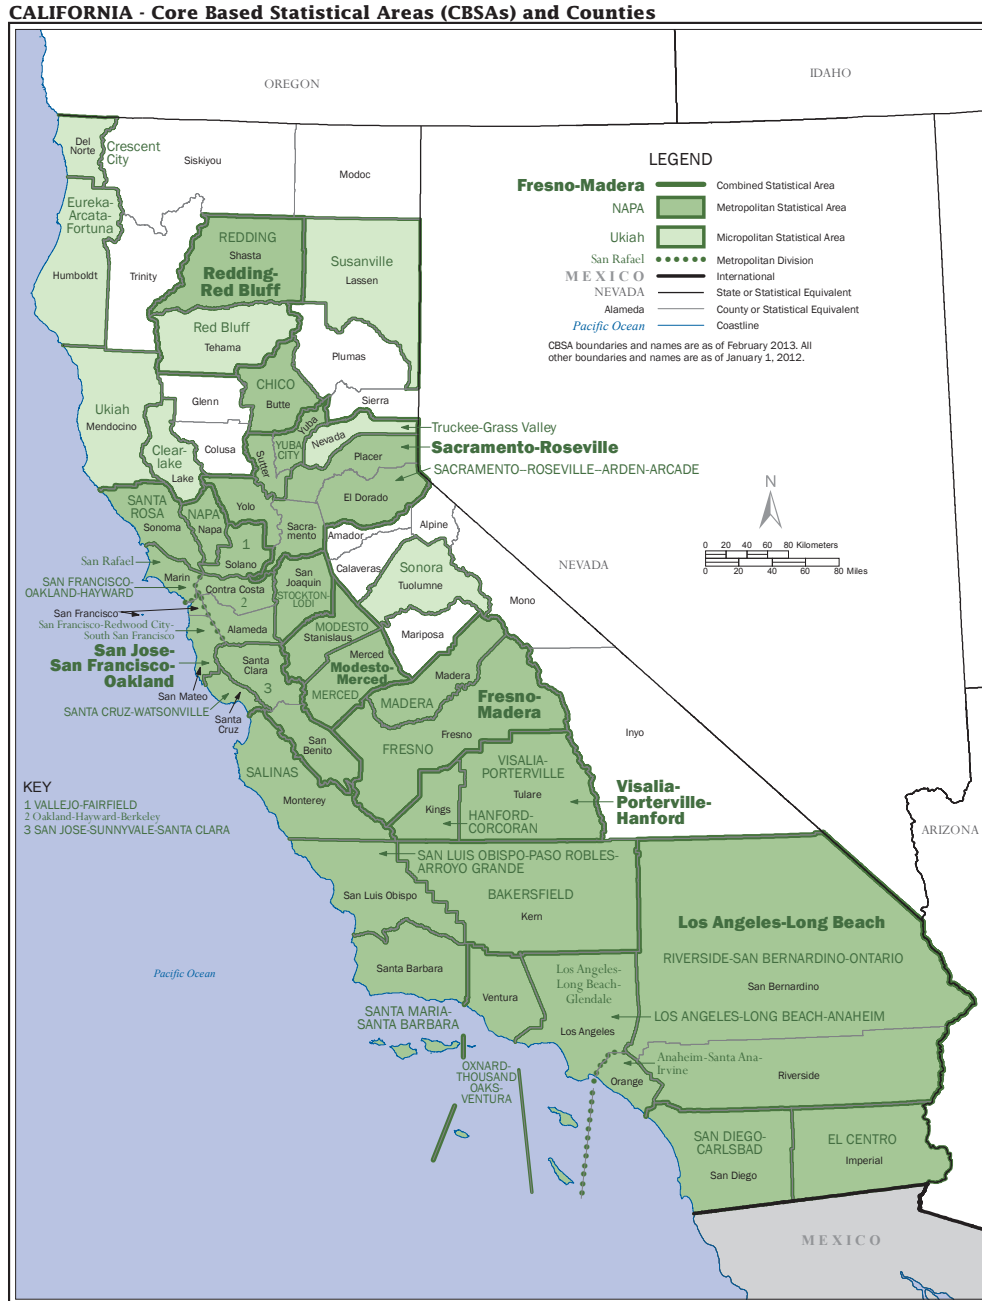 CALIFORNIA - Core Based Statistical Areas (CBSAs) and Counties
OREGON
IDAHO
LEGEND
Fresno-Madera
Combined Statistical Area
NAPA
Metropolitan Statistical Area
Ukiah
Micropolitan Statistical Area
San Rafael
Metropolitan Division
MEXICO
International
NEVADA
State or Statistical Equivalent
Alameda
County or Statistical Equivalent
Pacific Ocean
Coastline
CBSA boundaries and names are as of February 2013. All
other boundaries and names are as of January 1, 2012.
Del
Norte
Crescent
City
Siskiyou
Modoc
Eureka-
Arcata-
Fortuna
Humboldt
Trinity
REDDING
Shasta
Redding-
Red Bluff
Susanville
Lassen
Red Bluff
Tehama
Plumas
CHICO
Butte
Glenn
Sierra
Ukiah
Mendocino
Yuba
Nevada
Truckee-Grass Valley
Colusa
Sutter
YUBA
CITY
Placer
Sacramento-Roseville
SACRAMENTO--ROSEVILLE--ARDEN-ARCADE
Clear-
lake
Lake
El Dorado
SANTA
ROSA
Sonoma
NAPA
Napa
Yolo
Sacra-
mento
Alpine
Amador
1
Solano
Calaveras
Sonora
Tuolumne
San Rafael
Marin
San
Joaquin
STOCKTON-
LODI
SAN FRANCISCO-
OAKLAND-HAYWARD
Contra Costa
2
Mono
NEVADA
N
0 20 40 60 80 Kilometers
0 20 40 60 80 Miles
San Francisco
San Francisco-Redwood City-
South San Francisco
Alameda
MODESTO
Stanislaus
Mariposa
San Jose-
San Francisco-
Oakland
Santa
Clara
3
Merced
Modesto-
Merced
MERCED
Madera
MADERA
San Mateo
SANTA CRUZ-WATSONVILLE
Santa
Cruz
Fresno-
Madera
San
Benito
Fresno
FRESNO
Inyo
SALINAS
Monterey
VISALIA-
PORTERVILLE
Tulare
Visalia-
Porterville-
Hanford
Kings
HANFORD-
CORCORAN
KEY
1 VALLEJO-FAIRFIELD
2 Oakland-Hayward-Berkeley
3 SAN JOSE-SUNNYVALE-SANTA CLARA
ARIZONA
SAN LUIS OBISPO-PASO ROBLES-
ARROYO GRANDE
San Luis Obispo
BAKERSFIELD
Kern
Los Angeles-Long Beach
RIVERSIDE-SAN BERNARDINO-ONTARIO
San Bernardino
Pacific Ocean
Santa Barbara
Ventura
Los Angeles-
Long Beach-
Glendale
Los Angeles
LOS ANGELES-LONG BEACH-ANAHEIM
SANTA MARIA-
SANTA BARBARA
OXNARD-
THOUSAND
OAKS-
VENTURA
Anaheim-Santa Ana-
Irvine
Orange
Riverside
SAN DIEGO-
CARLSBAD
San Diego
EL CENTRO
Imperial
MEXICO